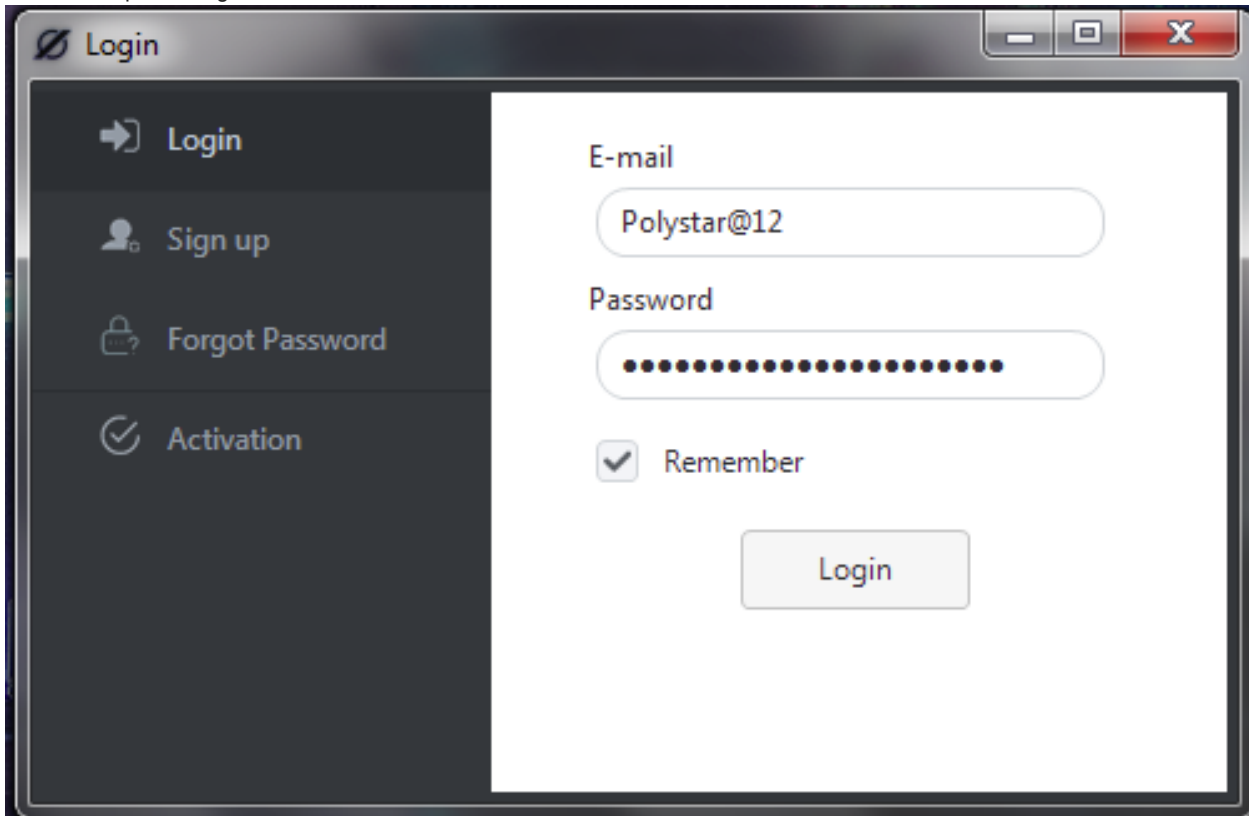 Login
Login
Sign up
Forgot Password
Activation
E-mail
Polystar@12
Password
Remember
Login